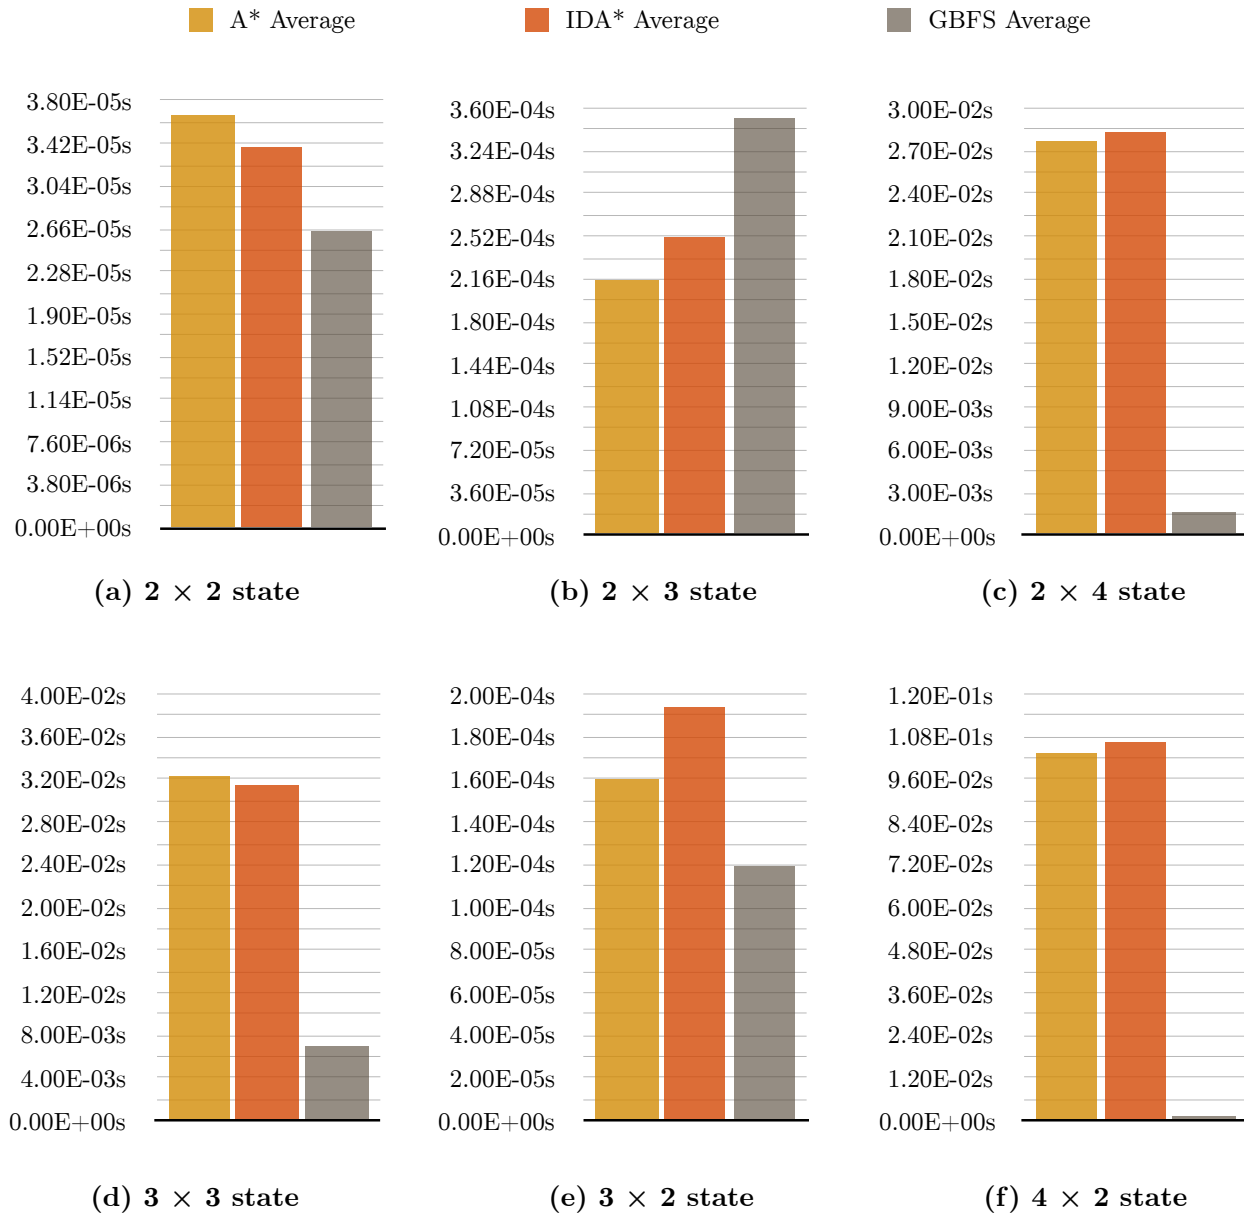 A* Average
IDA* Average
GBFS Average
3.80E-05s
3.42E-05s
3.04E-05s
2.66E-05s
2.28E-05s
1.90E-05s
1.52E-05s
1.14E-05s
7.60E-06s
3.80E-06s
0.00E+00s
(a) 2 × 2 state
3.60E-04s
3.24E-04s
2.88E-04s
2.52E-04s
2.16E-04s
1.80E-04s
1.44E-04s
1.08E-04s
7.20E-05s
3.60E-05s
0.00E+00s
(b) 2 × 3 state
3.00E-02s
2.70E-02s
2.40E-02s
2.10E-02s
1.80E-02s
1.50E-02s
1.20E-02s
9.00E-03s
6.00E-03s
3.00E-03s
0.00E+00s
(c) 2 × 4 state
4.00E-02s
3.60E-02s
3.20E-02s
2.80E-02s
2.40E-02s
2.00E-02s
1.60E-02s
1.20E-02s
8.00E-03s
4.00E-03s
0.00E+00s
(d) 3 × 3 state
2.00E-04s
1.80E-04s
1.60E-04s
1.40E-04s
1.20E-04s
1.00E-04s
8.00E-05s
6.00E-05s
4.00E-05s
2.00E-05s
0.00E+00s
(e) 3 × 2 state
1.20E-01s
1.08E-01s
9.60E-02s
8.40E-02s
7.20E-02s
6.00E-02s
4.80E-02s
3.60E-02s
2.40E-02s
1.20E-02s
0.00E+00s
(f) 4 × 2 state